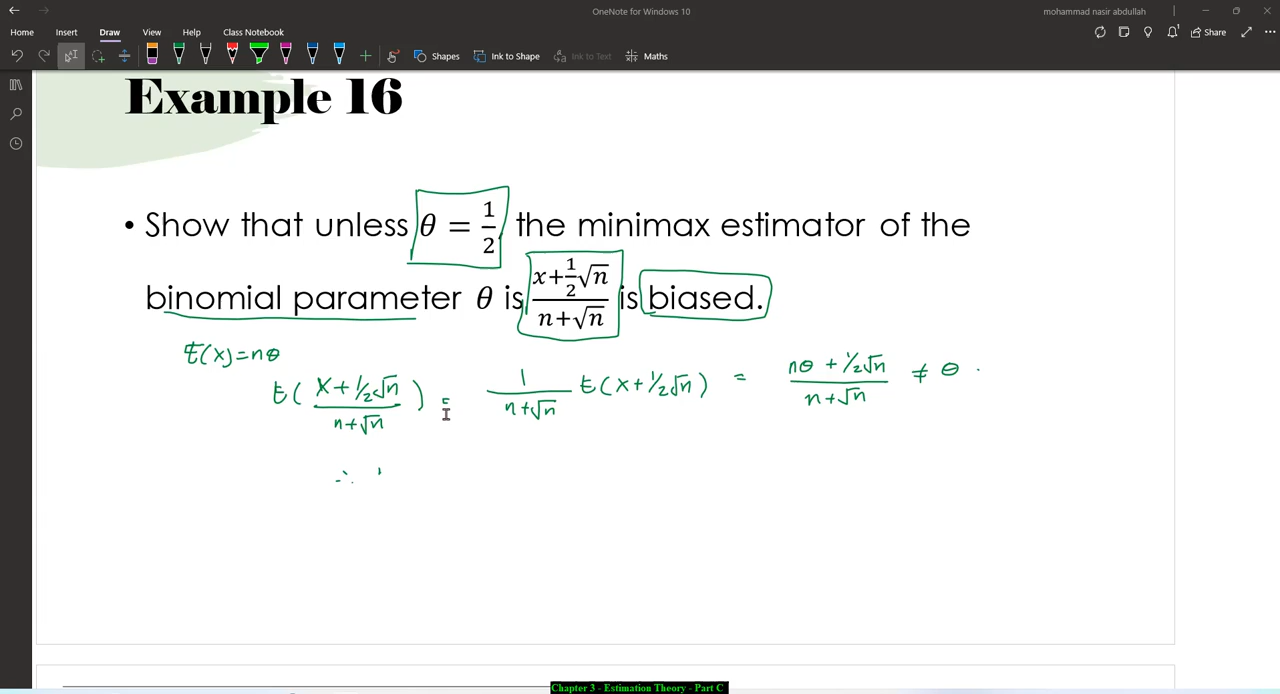 OneNote for Windows 10
mohammad nasir abdullah
Home Insert Draw View Help Class Notebook
Share
Shapes Ink to Shape Ink to Text Maths
Example 16
• Show that unless θ = 1/2, the minimax estimator of the
binomial parameter θ is (x+1/2√n)/(n+√n) is biased.
E(x)=nθ
E( (x+1/2√n)/(n+√n) ) = 1/(n+√n) E(x+1/2√n) = (nθ+1/2√n)/(n+√n) ≠ θ.
∴
Chapter 3 - Estimation Theory - Part C